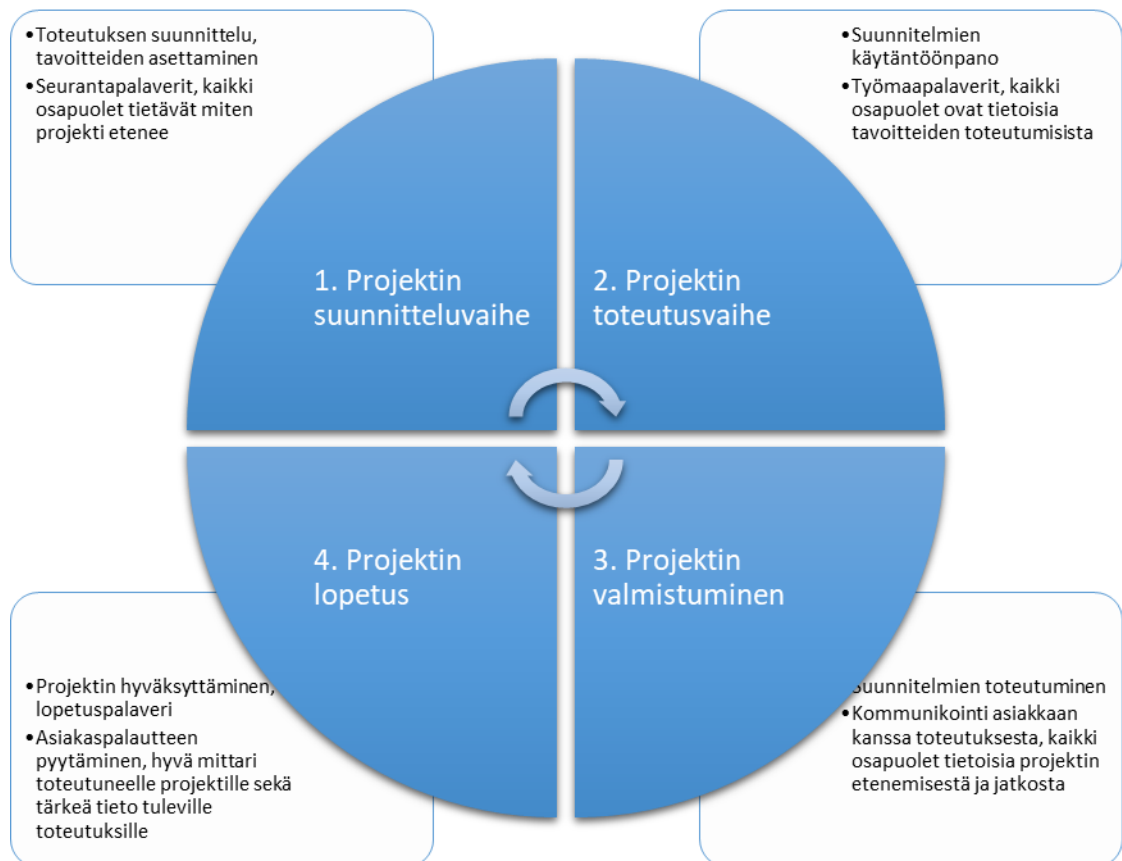 •Toteutuksen suunnittelu,
tavoitteiden asettaminen
•Seurantapalaverit, kaikki
osapuolet tietävät miten
projekti etenee
•Suunnitelmien
käytäntöönpano
•Työmaapalaverit, kaikki
osapuolet ovat tietoisia
tavoitteiden toteutumisista
1. Projektin
suunnitteluvaihe
2. Projektin
toteutusvaihe
4. Projektin
lopetus
3. Projektin
valmistuminen
•Projektin hyväksyttäminen,
lopetuspalaveri
•Asiakaspalautteen
pyytäminen, hyvä mittari
toteutuneelle projektille sekä
tärkeä tieto tuleville
toteutuksille
Suunnitelmien toteutuminen
•Kommunikointi asiakkaan
kanssa toteutuksesta, kaikki
osapuolet tietoisia projektin
etenemisestä ja jatkosta